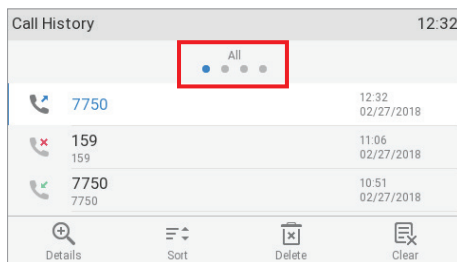 Call History 12:32
All
7750 12:32
02/27/2018
159 11:06
159 02/27/2018
7750 10:51
7750 02/27/2018
Details Sort Delete Clear